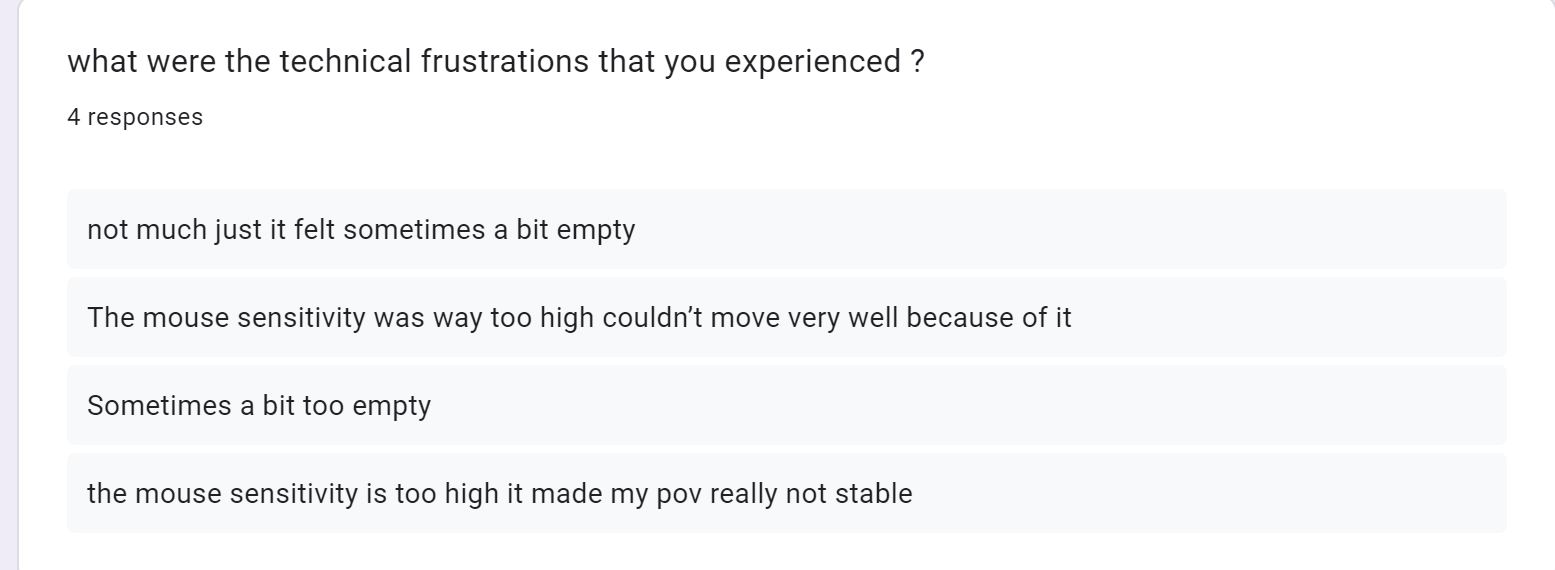 what were the technical frustrations that you experienced ?
4 responses
not much just it felt sometimes a bit empty
The mouse sensitivity was way too high couldn’t move very well because of it
Sometimes a bit too empty
the mouse sensitivity is too high it made my pov really not stable